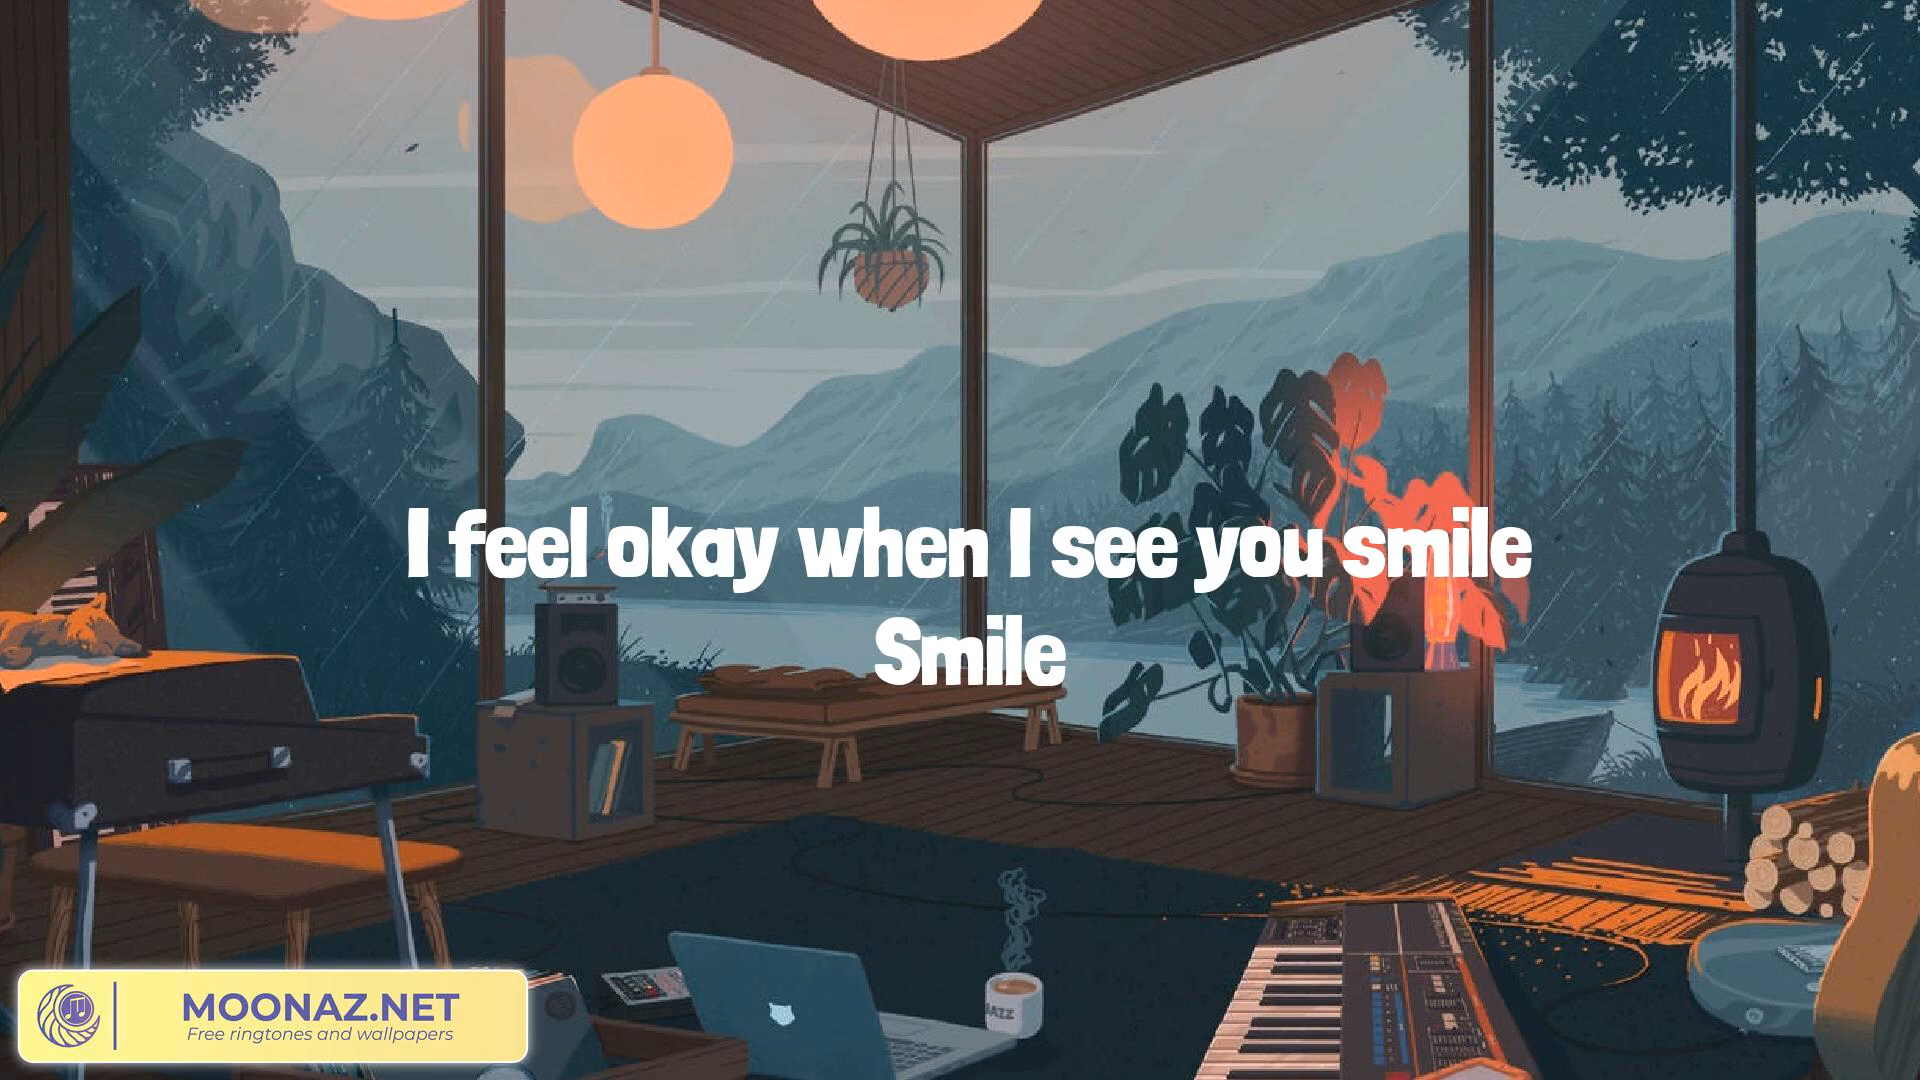 I feel okay when I see you smile
Smile
JAZZ
MOONAZ.NET
Free ringtones and wallpapers